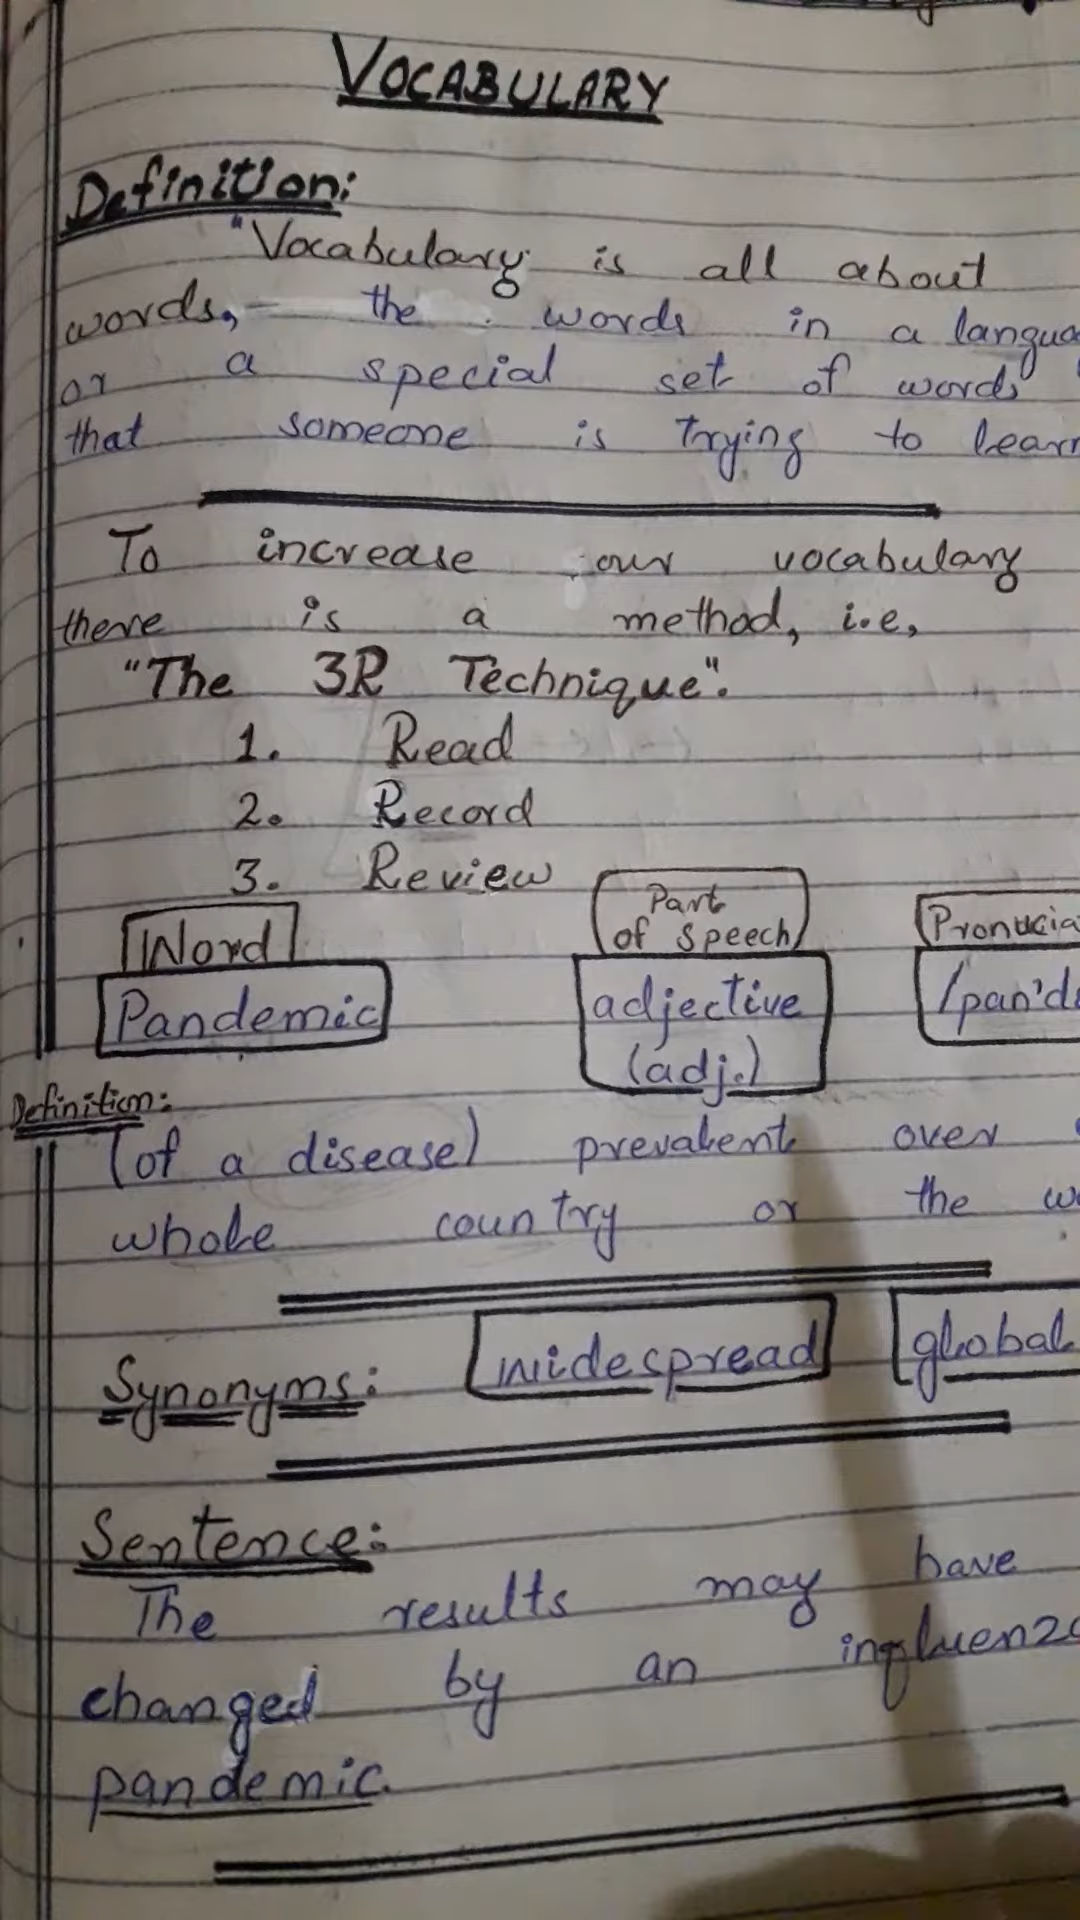 VOCABULARY
Definition:
"Vocabulary is all about
words, the words in a langua
or a special set of words
that someone is trying to lear
To increase our vocabulary
there is a method, i.e,
"The 3R Technique".
1. Read
2. Record
3. Review
Word
Part
of speech
Pronucia
Pandemic
adjective
(adj.)
/pan'd
Definition:
(of a disease) prevalent over
whole country or the w
Synonyms: widespread global
Sentence:
The results may have
changed by an influenz
pandemic.